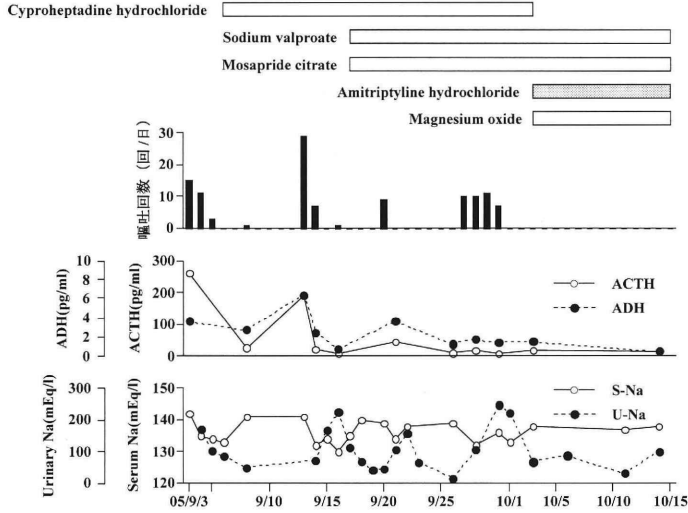 Cyproheptadine hydrochloride
Sodium valproate
Mosapride citrate
Amitriptyline hydrochloride
Magnesium oxide
嘔吐回数 (回/日)
30
20
10
0
ADH(pg/ml)
10
8
6
4
2
0
ACTH(pg/ml)
300
200
100
0
ACTH
ADH
Urinary Na(mEq/l)
300
200
100
0
Serum Na(mEq/l)
150
140
130
120
S-Na
U-Na
05/9/3 9/10 9/15 9/20 9/25 10/1 10/5 10/10 10/15